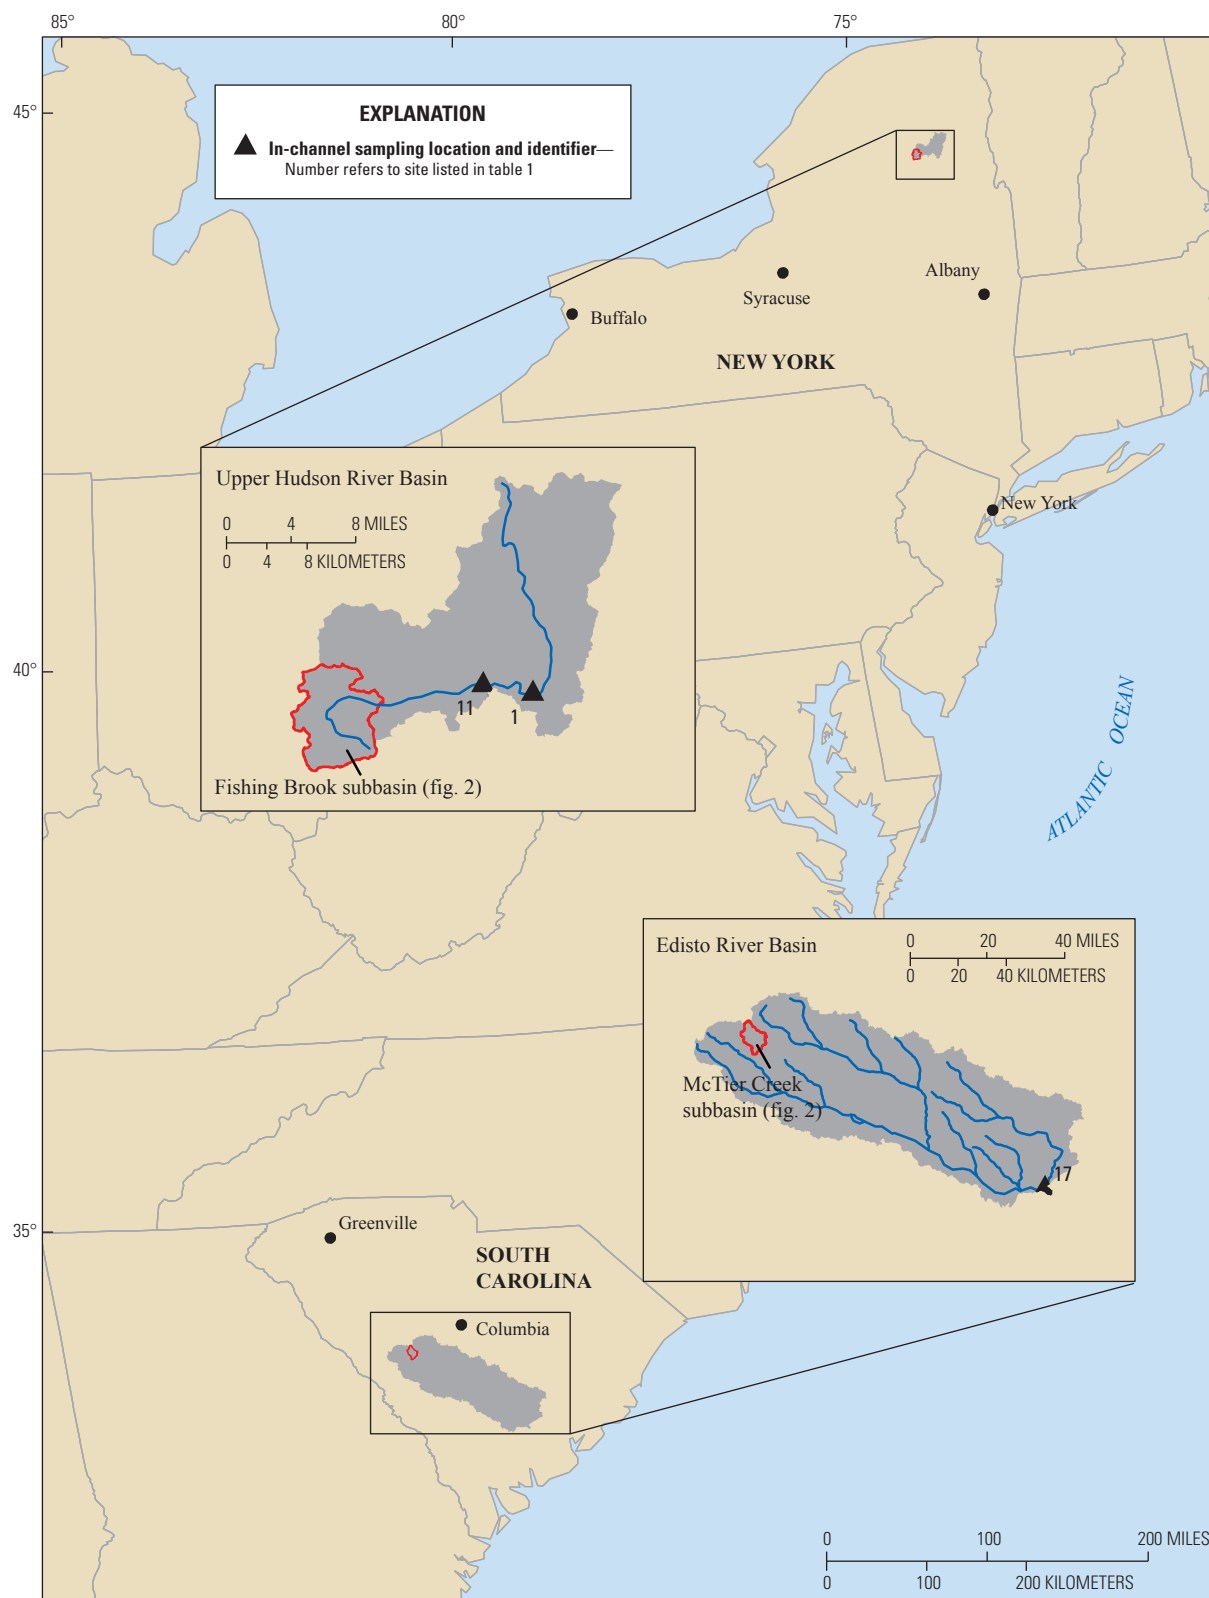 85°
80°
75°
45°
EXPLANATION
In-channel sampling location and identifier—
Number refers to site listed in table 1
Albany
Syracuse
Buffalo
NEW YORK
Upper Hudson River Basin
0 4 8 MILES
0 4 8 KILOMETERS
New York
40°
11
1
Fishing Brook subbasin (fig. 2)
ATLANTIC OCEAN
Edisto River Basin
0 20 40 MILES
0 20 40 KILOMETERS
McTier Creek
subbasin (fig. 2)
17
35°
Greenville
SOUTH
CAROLINA
Columbia
0 100 200 MILES
0 100 200 KILOMETERS